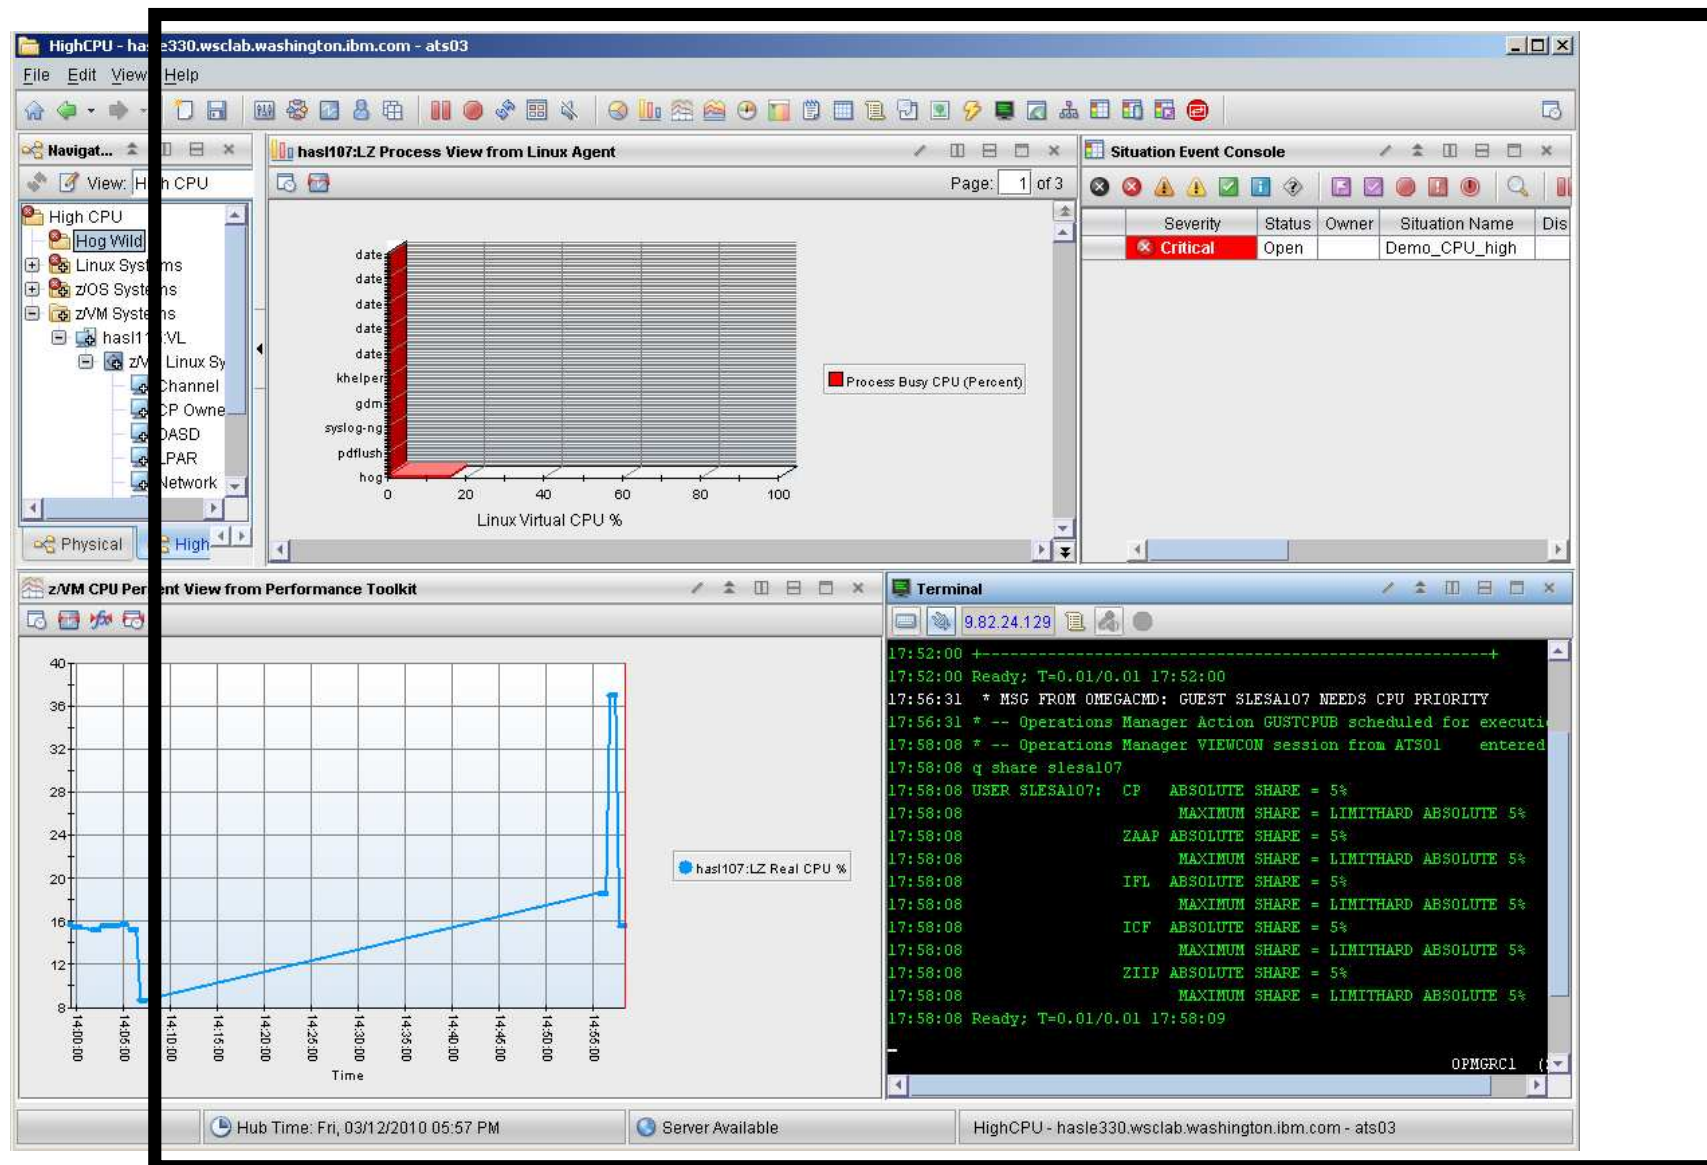 HighCPU - ha e330.wsclab.washington.ibm.com - ats03
File Edit View Help
Navigat...
View: High CPU
High CPU
Hog Wild
Linux Systems
z/OS Systems
z/VM Systems
:VL
Linux Sy
Channel
CP Owne
DASD
LPAR
Network
Physical
High
hasl107:LZ Process View from Linux Agent
Page: 1 of 3
date
date
date
date
date
khelper
gdm
syslog-ng
pdflush
hog
0 20 40 60 80 100
Linux Virtual CPU %
Process Busy CPU (Percent)
Situation Event Console
Severity Status Owner Situation Name Dis
Critical Open Demo_CPU_high
z/VM CPU Per ent View from Performance Toolkit
40
36
32
28
24
20
16
12
8
14:00:00 14:05:00 14:10:00 14:15:00 14:20:00 14:25:00 14:30:00 14:35:00 14:40:00 14:45:00 14:50:00 14:55:00
Time
hasl107:LZ Real CPU %
Terminal
9.82.24.129
17:52:00 +------------------------------------------------------+
17:52:00 Ready; T=0.01/0.01 17:52:00
17:56:31 * MSG FROM OMEGACMD: GUEST SLESA107 NEEDS CPU PRIORITY
17:56:31 * -- Operations Manager Action GUSTCPUB scheduled for executi
17:58:08 * -- Operations Manager VIEWCON session from ATS01 entered
17:58:08 q share slesa107
17:58:08 USER SLESA107: CP ABSOLUTE SHARE = 5%
17:58:08 MAXIMUM SHARE = LIMITHARD ABSOLUTE 5%
17:58:08 ZAAP ABSOLUTE SHARE = 5%
17:58:08 MAXIMUM SHARE = LIMITHARD ABSOLUTE 5%
17:58:08 IFL ABSOLUTE SHARE = 5%
17:58:08 MAXIMUM SHARE = LIMITHARD ABSOLUTE 5%
17:58:08 ICF ABSOLUTE SHARE = 5%
17:58:08 MAXIMUM SHARE = LIMITHARD ABSOLUTE 5%
17:58:08 ZIIP ABSOLUTE SHARE = 5%
17:58:08 MAXIMUM SHARE = LIMITHARD ABSOLUTE 5%
17:58:08 Ready; T=0.01/0.01 17:58:09
OPMGRC1
Hub Time: Fri, 03/12/2010 05:57 PM
Server Available
HighCPU - hasle330.wsclab.washington.ibm.com - ats03